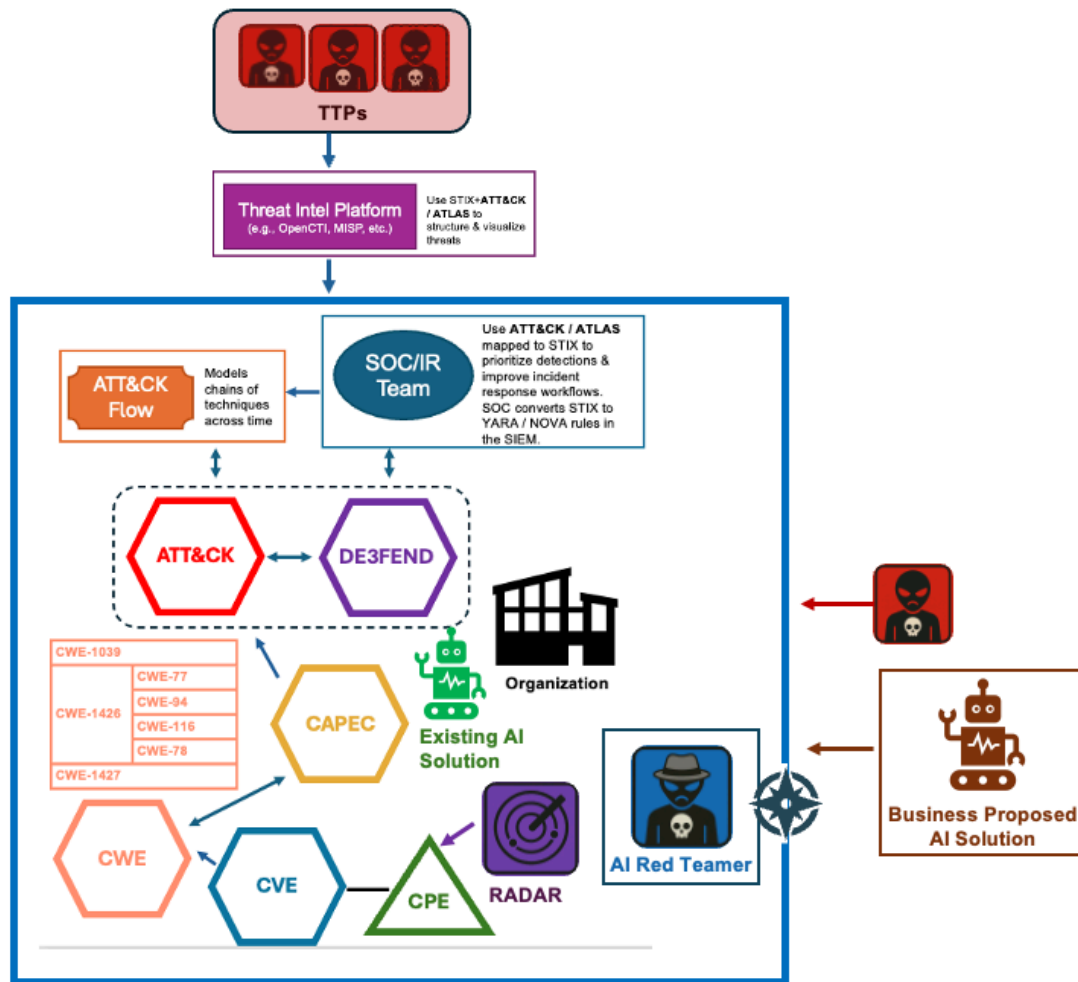 TTPs
Threat Intel Platform
(e.g., OpenCTI, MISP, etc.)
Use STIX+ATT&CK
/ ATLAS to
structure & visualize
threats
ATT&CK
Flow
Models
chains of
techniques
across time
SOC/IR
Team
Use ATT&CK / ATLAS
mapped to STIX to
prioritize detections &
improve incident
response workflows.
SOC converts STIX to
YARA / NOVA rules in
the SIEM.
ATT&CK
DE3FEND
Organization
CWE-1039
CWE-1426
CWE-77
CWE-94
CWE-116
CWE-78
CWE-1427
CAPEC
Existing AI
Solution
CWE
CVE
CPE
RADAR
AI Red Teamer
Business Proposed
AI Solution